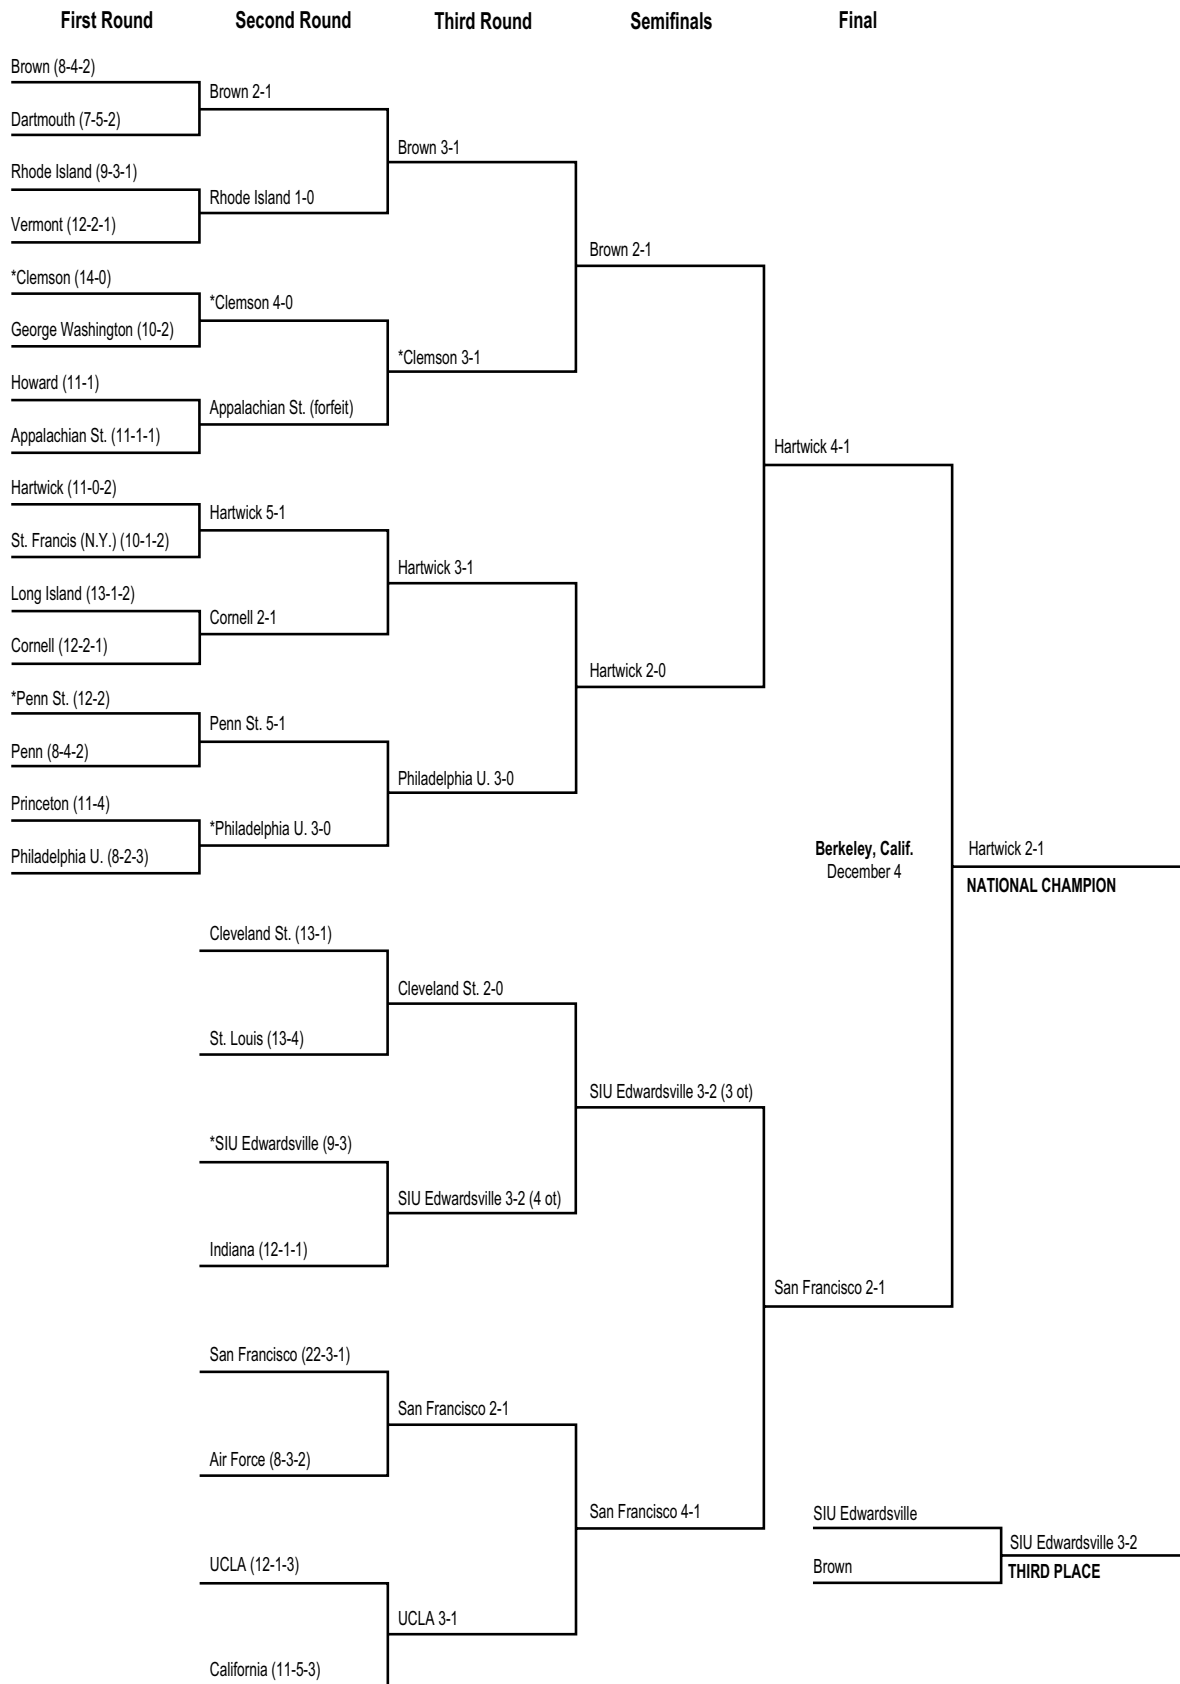 First Round
Second Round
Third Round
Semifinals
Final
Brown (8-4-2)
Dartmouth (7-5-2)
Rhode Island (9-3-1)
Vermont (12-2-1)
*Clemson (14-0)
George Washington (10-2)
Howard (11-1)
Appalachian St. (11-1-1)
Hartwick (11-0-2)
St. Francis (N.Y.) (10-1-2)
Long Island (13-1-2)
Cornell (12-2-1)
*Penn St. (12-2)
Penn (8-4-2)
Princeton (11-4)
Philadelphia U. (8-2-3)
Brown 2-1
Rhode Island 1-0
*Clemson 4-0
Appalachian St. (forfeit)
Hartwick 5-1
Cornell 2-1
Penn St. 5-1
*Philadelphia U. 3-0
Cleveland St. (13-1)
St. Louis (13-4)
*SIU Edwardsville (9-3)
Indiana (12-1-1)
San Francisco (22-3-1)
Air Force (8-3-2)
UCLA (12-1-3)
California (11-5-3)
Brown 3-1
*Clemson 3-1
Hartwick 3-1
Philadelphia U. 3-0
Cleveland St. 2-0
SIU Edwardsville 3-2 (4 ot)
San Francisco 2-1
UCLA 3-1
Brown 2-1
Hartwick 2-0
SIU Edwardsville 3-2 (3 ot)
San Francisco 4-1
Hartwick 4-1
San Francisco 2-1
Berkeley, Calif.
December 4
Hartwick 2-1
NATIONAL CHAMPION
SIU Edwardsville
Brown
SIU Edwardsville 3-2
THIRD PLACE